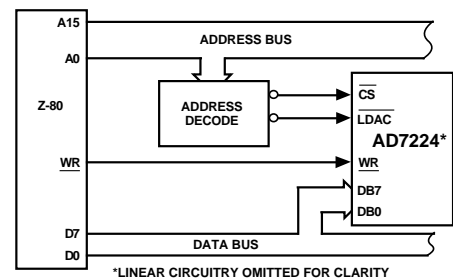 A15
ADDRESS BUS
A0
Z-80
ADDRESS
DECODE
CS
LDAC
AD7224*
WR
WR
DB7
DB0
D7
DATA BUS
D0
*LINEAR CIRCUITRY OMITTED FOR CLARITY